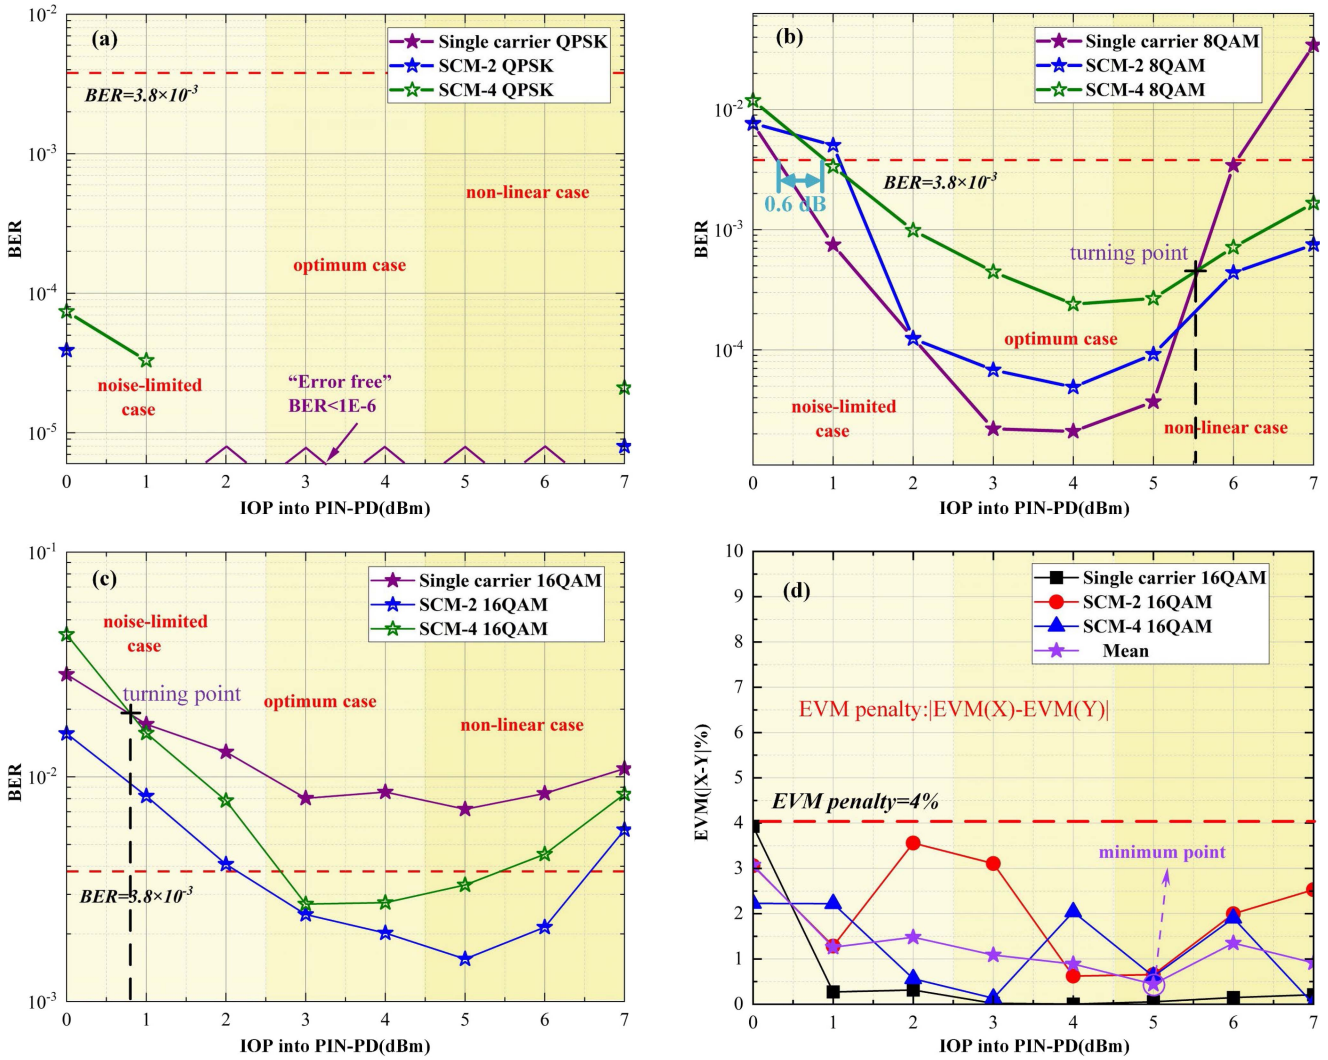 (a)
Single carrier QPSK
SCM-2 QPSK
SCM-4 QPSK
BER=3.8×10⁻³
non-linear case
optimum case
noise-limited
case
“Error free”
BER<1E-6
10⁻²
10⁻³
10⁻⁴
10⁻⁵
BER
0 1 2 3 4 5 6 7
IOP into PIN-PD(dBm)
(b)
Single carrier 8QAM
SCM-2 8QAM
SCM-4 8QAM
BER=3.8×10⁻³
0.6 dB
turning point
optimum case
noise-limited
case
non-linear case
10⁻²
10⁻³
10⁻⁴
BER
0 1 2 3 4 5 6 7
IOP into PIN-PD(dBm)
(c)
Single carrier 16QAM
SCM-2 16QAM
SCM-4 16QAM
noise-limited
case
turning point
optimum case
non-linear case
BER=3.8×10⁻³
10⁻¹
10⁻²
10⁻³
BER
0 1 2 3 4 5 6 7
IOP into PIN-PD(dBm)
(d)
Single carrier 16QAM
SCM-2 16QAM
SCM-4 16QAM
Mean
EVM penalty:|EVM(X)-EVM(Y)|
EVM penalty=4%
minimum point
10
9
8
7
6
5
4
3
2
1
0
EVM(|X-Y|%)
0 1 2 3 4 5 6 7
IOP into PIN-PD(dBm)